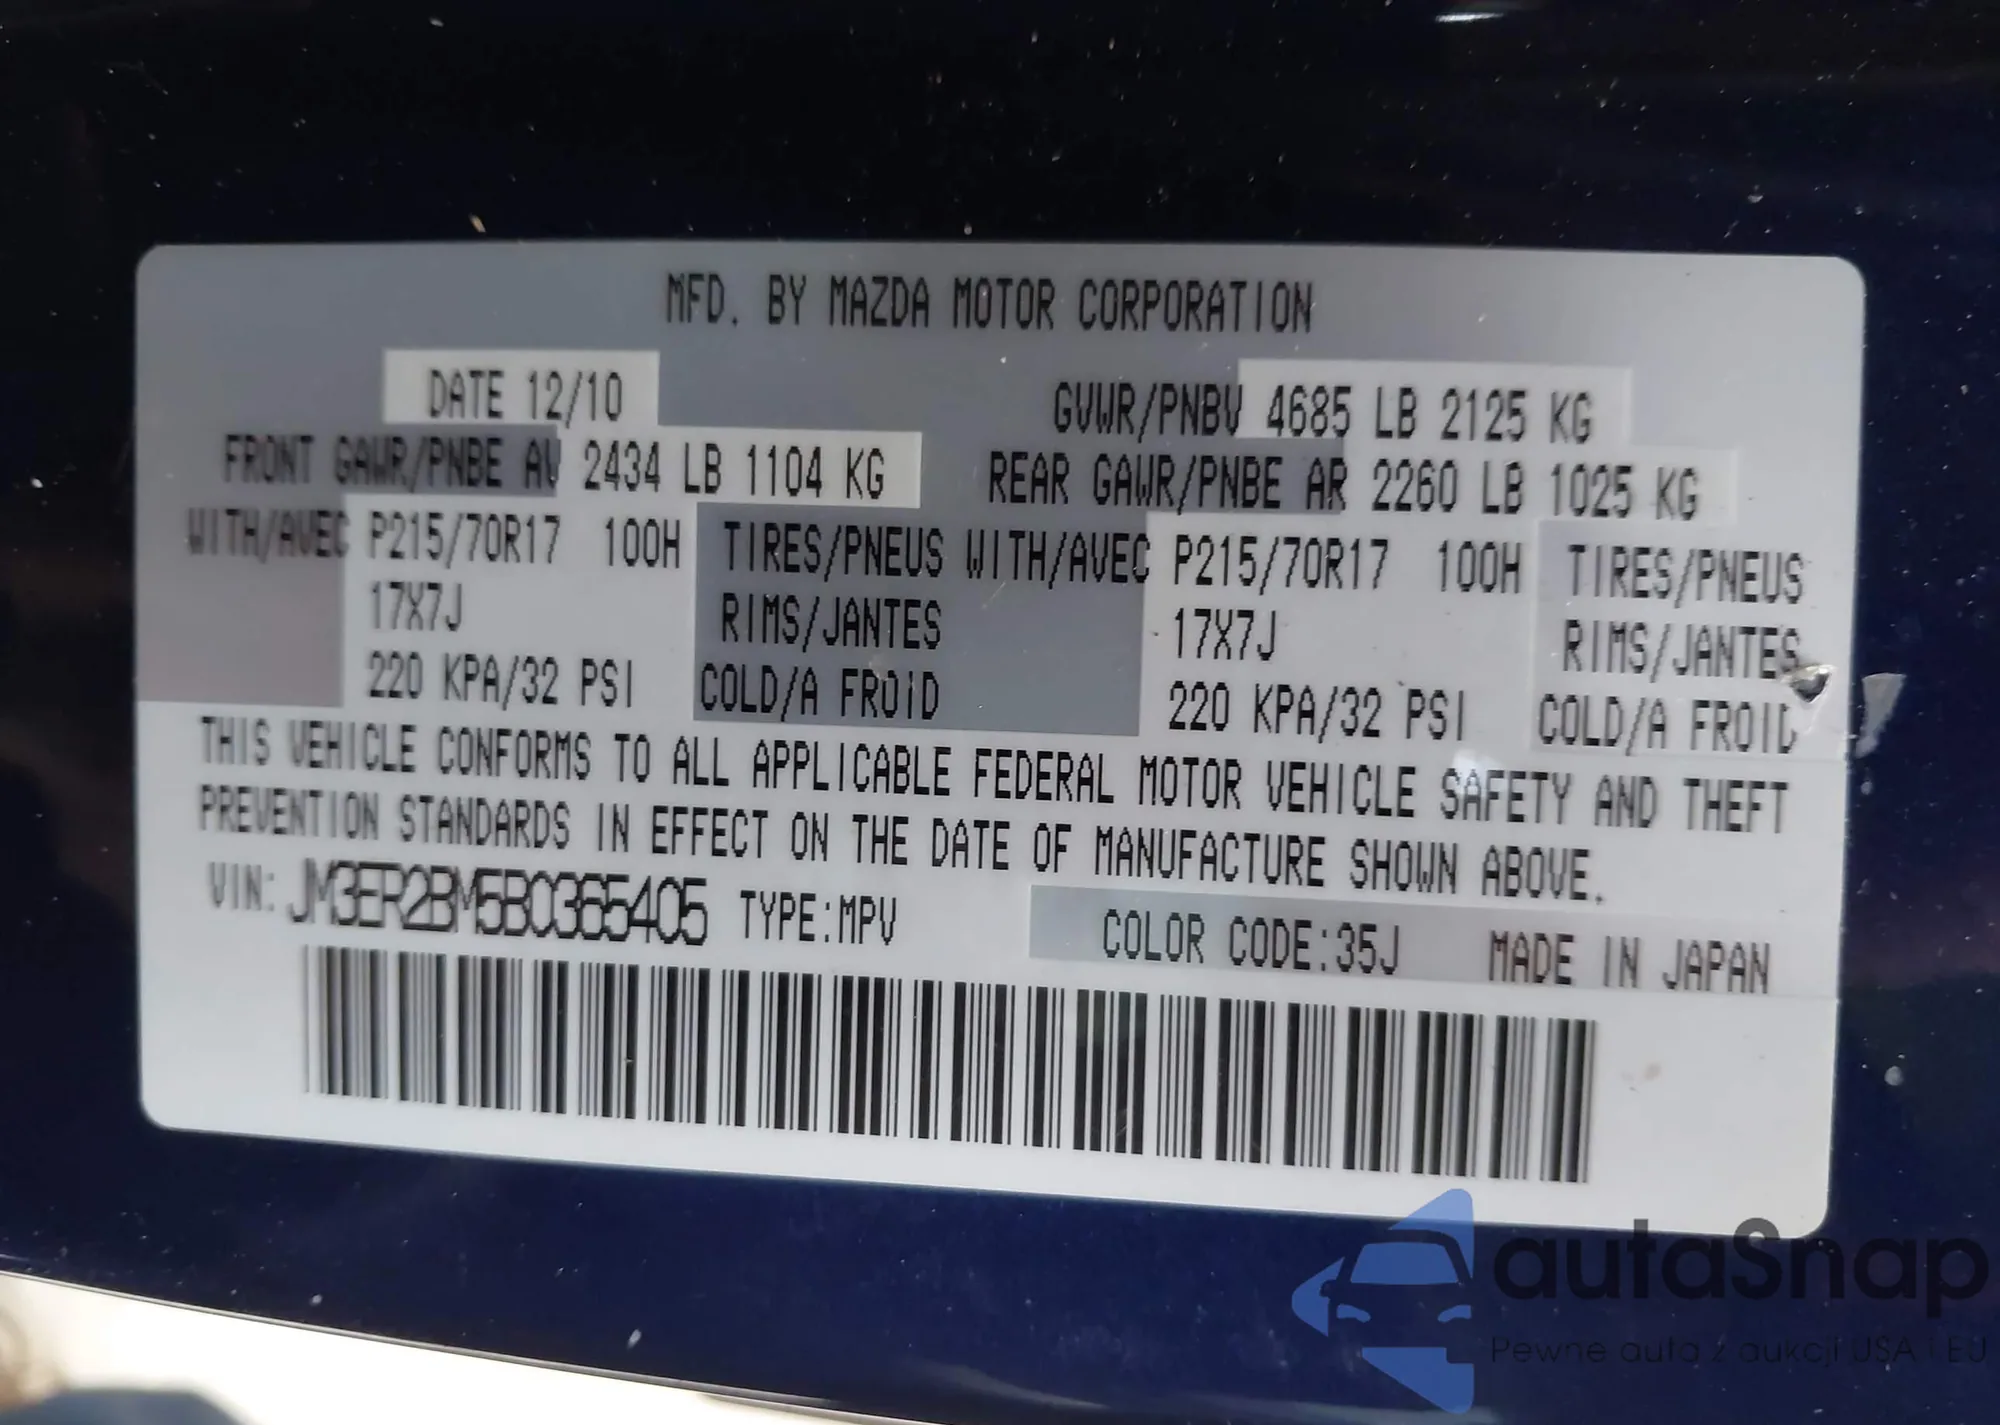 MFD. BY MAZDA MOTOR CORPORATION
DATE 12/10 GVWR/PNBV 4685 LB 2125 KG
FRONT GAWR/PNBE AV 2434 LB 1104 KG REAR GAWR/PNBE AR 2260 LB 1025 KG
WITH/AVEC P215/70R17 100H TIRES/PNEUS WITH/AVEC P215/70R17 100H TIRES/PNEUS
17X7J RIMS/JANTES 17X7J RIMS/JANTES
220 KPA/32 PSI COLD/A FROID 220 KPA/32 PSI COLD/A FROID
THIS VEHICLE CONFORMS TO ALL APPLICABLE FEDERAL MOTOR VEHICLE SAFETY AND THEFT
PREVENTION STANDARDS IN EFFECT ON THE DATE OF MANUFACTURE SHOWN ABOVE.
VIN: JM3ER2BM5B0365405 TYPE:MPV COLOR CODE:35J MADE IN JAPAN
autaSnap
Pewne auta z aukcji USA i EU